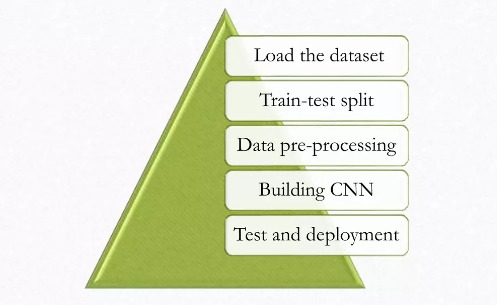 Load the dataset
Train-test split
Data pre-processing
Building CNN
Test and deployment